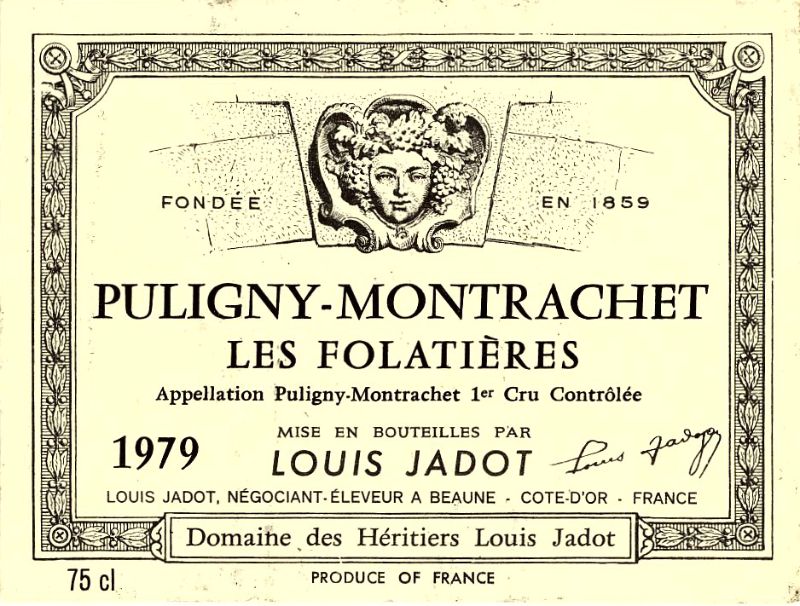 FONDÉE EN 1859
PULIGNY-MONTRACHET
LES FOLATIÈRES
Appellation Puligny-Montrachet 1er Cru Contrôlée
1979
MISE EN BOUTEILLES PAR
LOUIS JADOT
Louis Jadot
LOUIS JADOT, NÉGOCIANT-ÉLEVEUR A BEAUNE - COTE-D'OR - FRANCE
Domaine des Héritiers Louis Jadot
75 cl
PRODUCE OF FRANCE